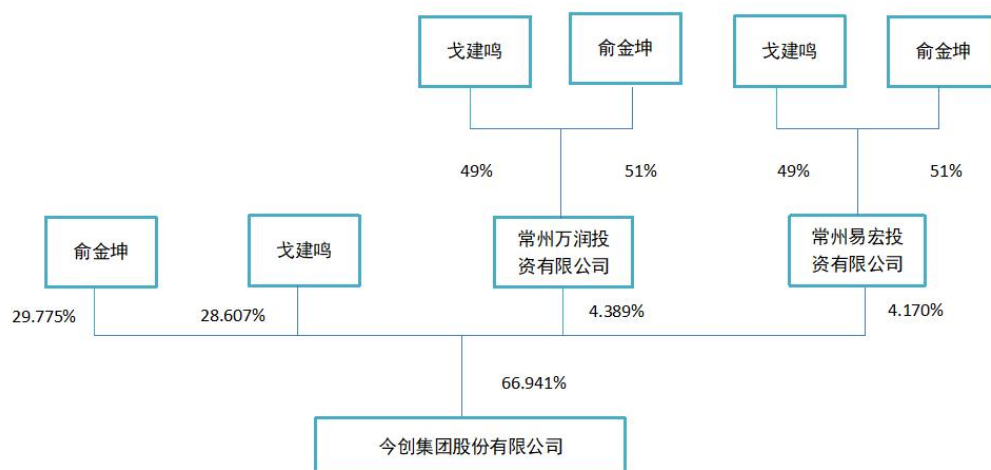 戈建鸣
俞金坤
戈建鸣
俞金坤
49%
51%
49%
51%
俞金坤
戈建鸣
常州万润投
资有限公司
常州易宏投
资有限公司
29.775%
28.607%
4.389%
4.170%
66.941%
今创集团股份有限公司